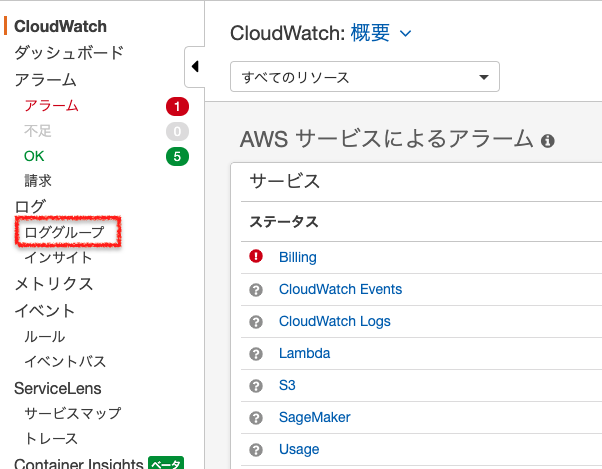 CloudWatch
ダッシュボード
アラーム
アラーム 1
不足 0
OK 5
請求
ログ
ロググループ
インサイト
メトリクス
イベント
ルール
イベントバス
ServiceLens
サービスマップ
トレース
Container Insights ベータ
CloudWatch: 概要
すべてのリソース
AWS サービスによるアラーム
サービス
ステータス
Billing
CloudWatch Events
CloudWatch Logs
Lambda
S3
SageMaker
Usage